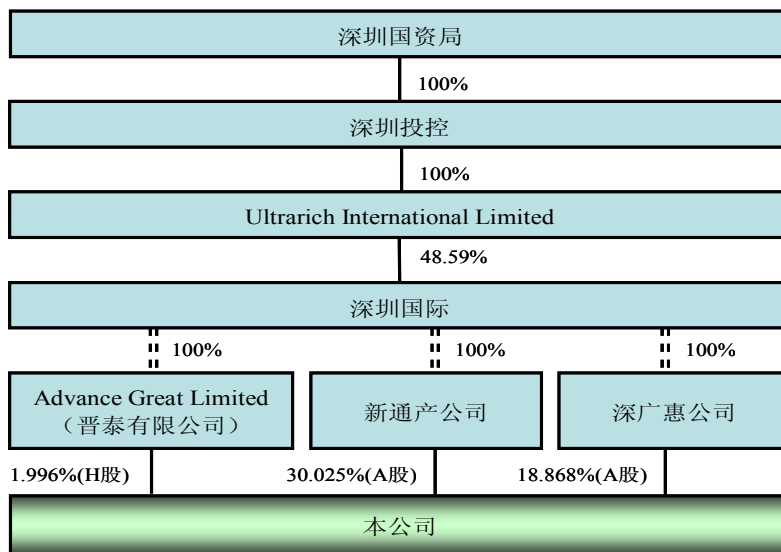 深圳国资局
100%
深圳投控
100%
Ultrarich International Limited
48.59%
深圳国际
100%
100%
100%
Advance Great Limited
（晋泰有限公司）
新通产公司
深广惠公司
1.996%(H股)
30.025%(A股)
18.868%(A股)
本公司